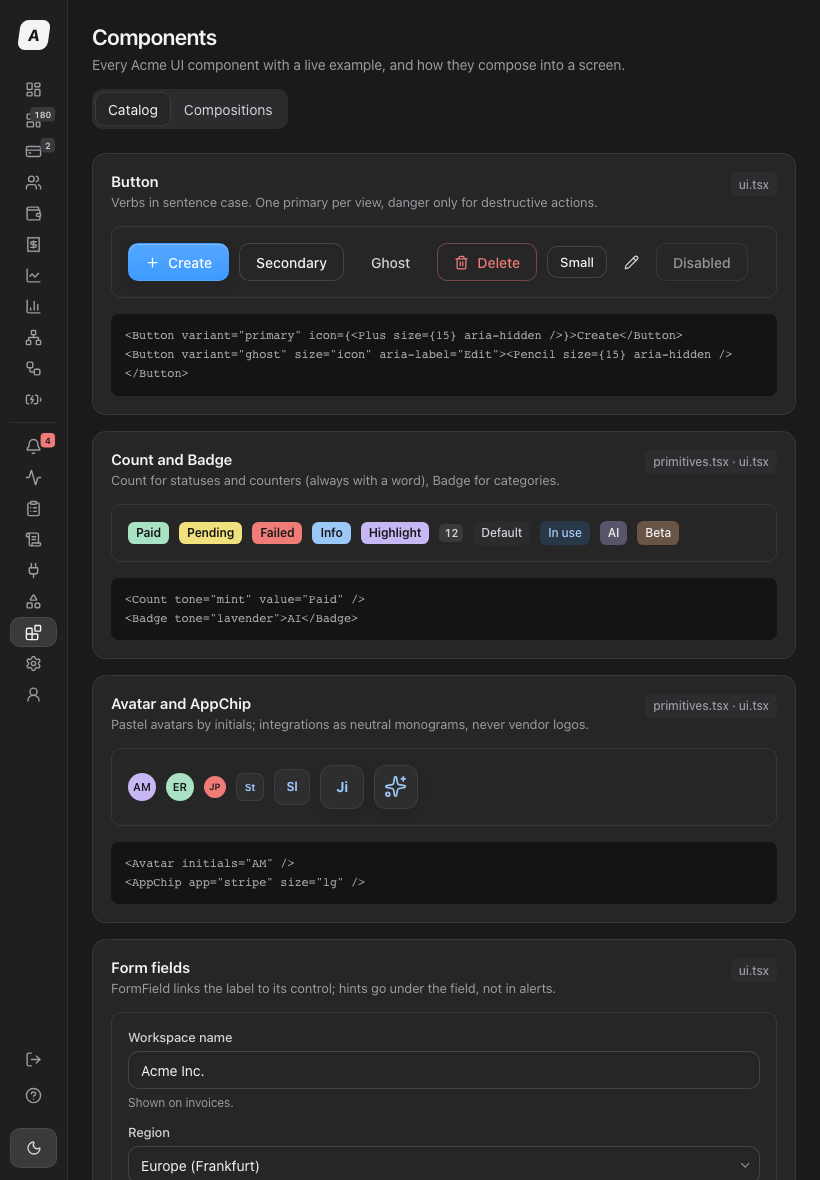 A
Components
Every Acme UI component with a live example, and how they compose into a screen.
180
2
Catalog
Compositions
Button
ui.tsx
Verbs in sentence case. One primary per view, danger only for destructive actions.
Create
Secondary
Ghost
Delete
Small
Disabled
<Button variant="primary" icon={<Plus size={15} aria-hidden />}>Create</Button>
<Button variant="ghost" size="icon" aria-label="Edit"><Pencil size={15} aria-hidden />
</Button>
4
Count and Badge
primitives.tsx · ui.tsx
Count for statuses and counters (always with a word), Badge for categories.
Paid
Pending
Failed
Info
Highlight
12
Default
In use
AI
Beta
<Count tone="mint" value="Paid" />
<Badge tone="lavender">AI</Badge>
Avatar and AppChip
primitives.tsx · ui.tsx
Pastel avatars by initials; integrations as neutral monograms, never vendor logos.
AM
ER
JP
St
Sl
Ji
<Avatar initials="AM" />
<AppChip app="stripe" size="lg" />
Form fields
ui.tsx
FormField links the label to its control; hints go under the field, not in alerts.
Workspace name
Acme Inc.
Shown on invoices.
Region
Europe (Frankfurt)